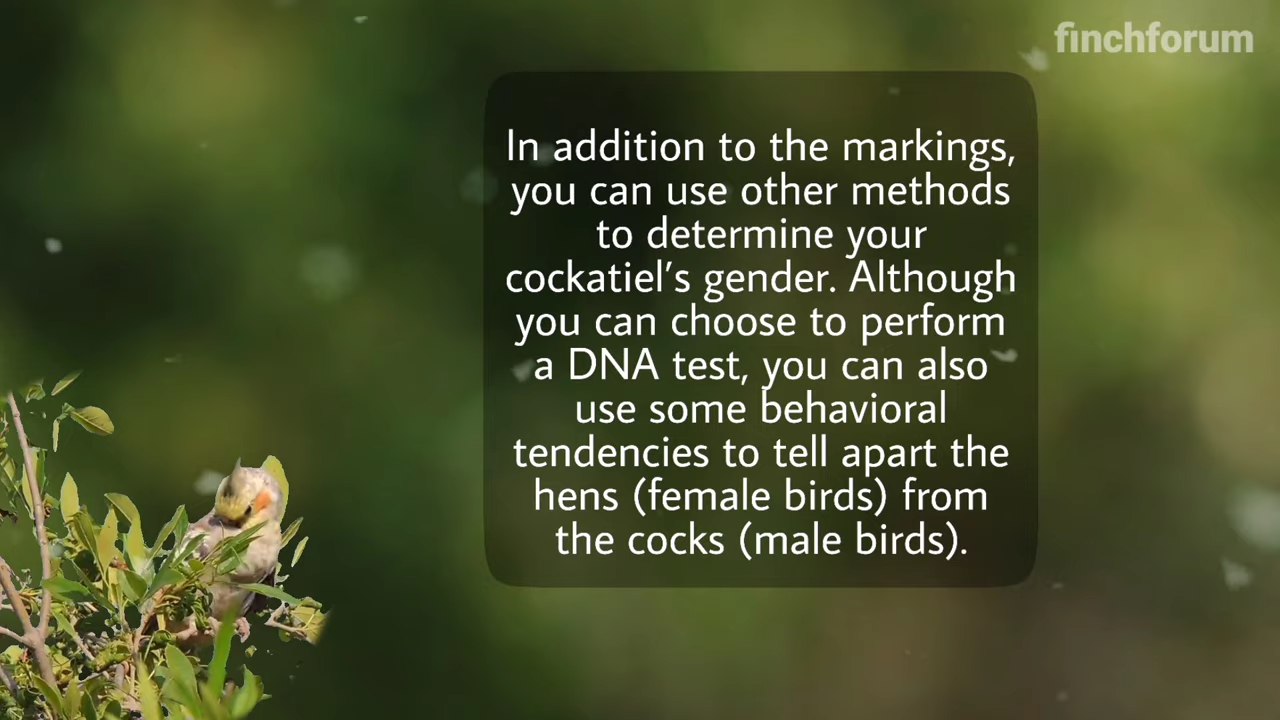 finchforum
In addition to the markings,
you can use other methods
to determine your
cockatiel's gender. Although
you can choose to perform
a DNA test, you can also
use some behavioral
tendencies to tell apart the
hens (female birds) from
the cocks (male birds).